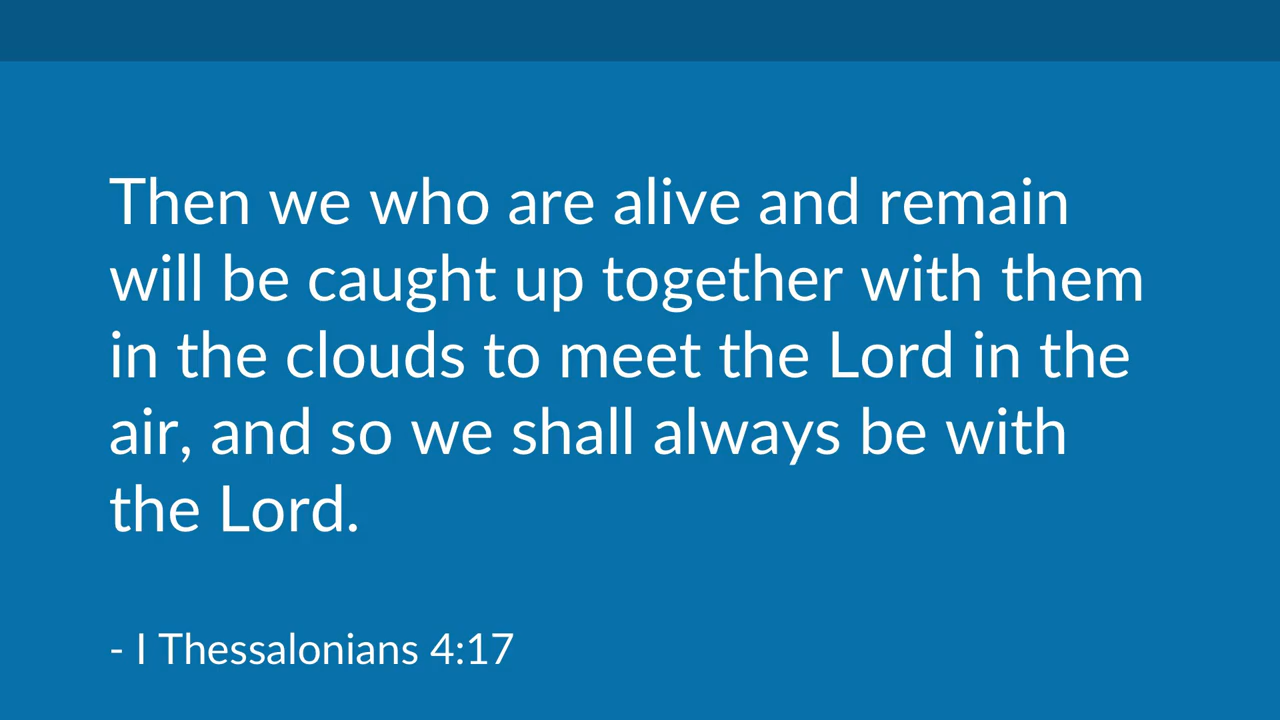 Then we who are alive and remain
will be caught up together with them
in the clouds to meet the Lord in the
air, and so we shall always be with
the Lord.
- I Thessalonians 4:17